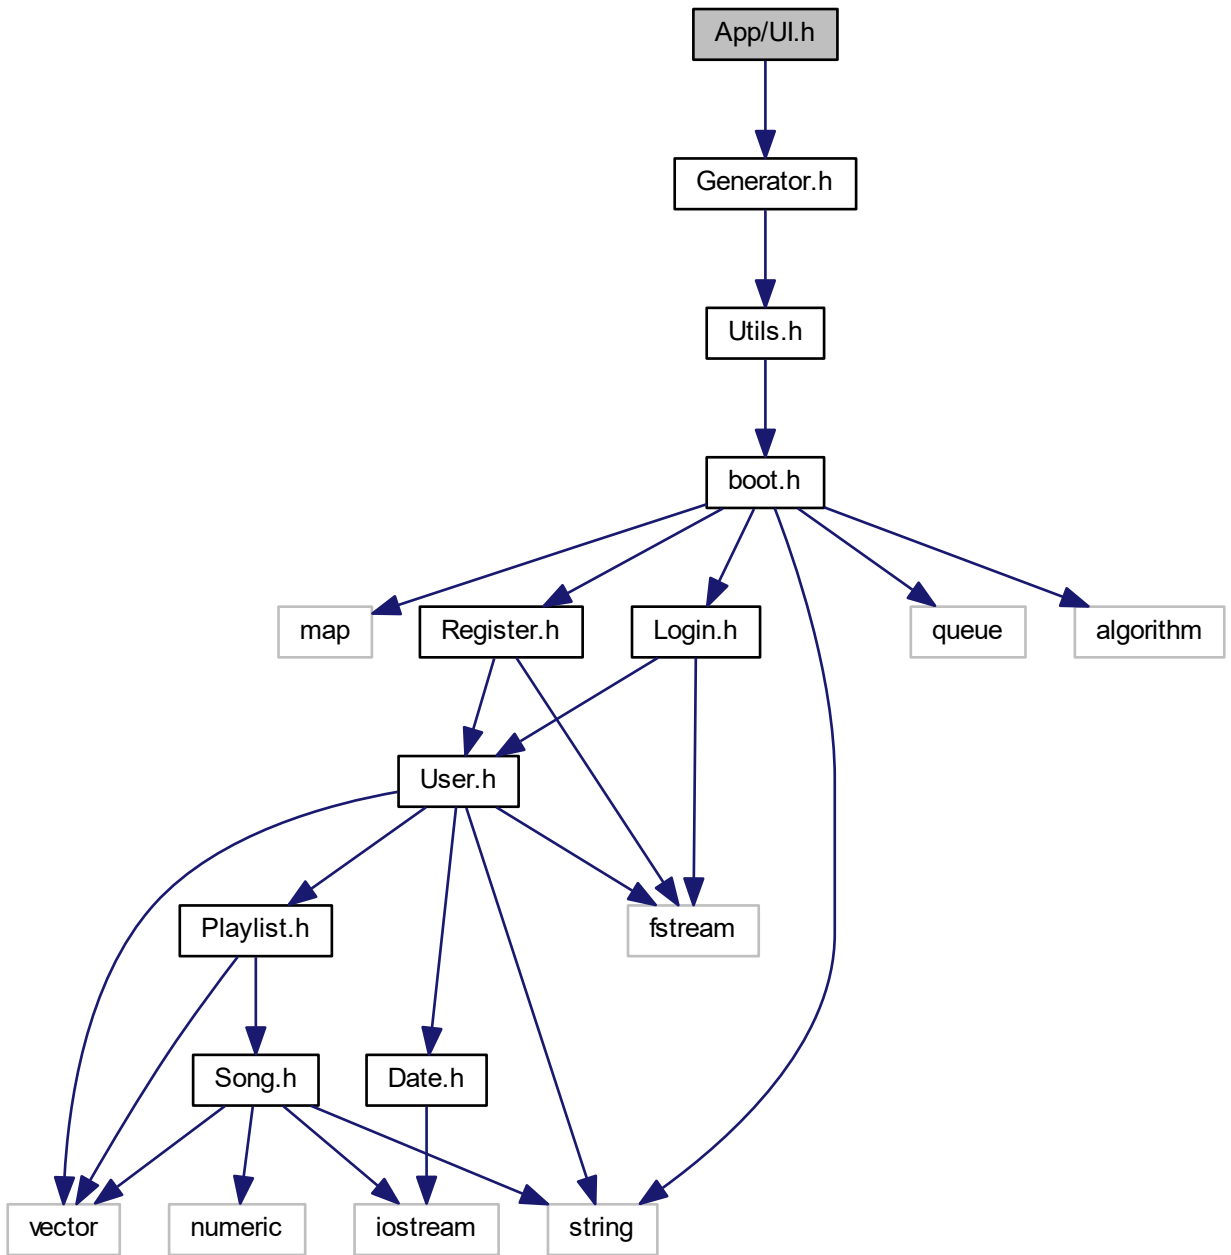 App/UI.h
Generator.h
Utils.h
boot.h
map
Register.h
Login.h
queue
algorithm
User.h
Playlist.h
fstream
Song.h
Date.h
vector
numeric
iostream
string